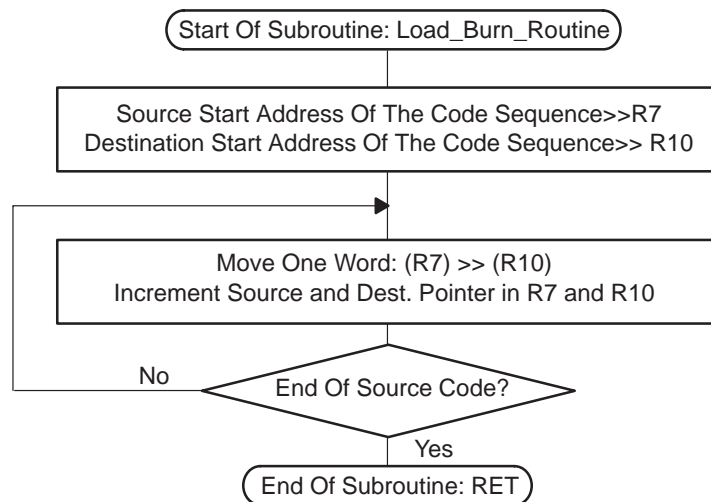 Start Of Subroutine: Load_Burn_Routine
Source Start Address Of The Code Sequence>>R7
Destination Start Address Of The Code Sequence>> R10
Move One Word: (R7) >> (R10)
Increment Source and Dest. Pointer in R7 and R10
No
End Of Source Code?
Yes
End Of Subroutine: RET